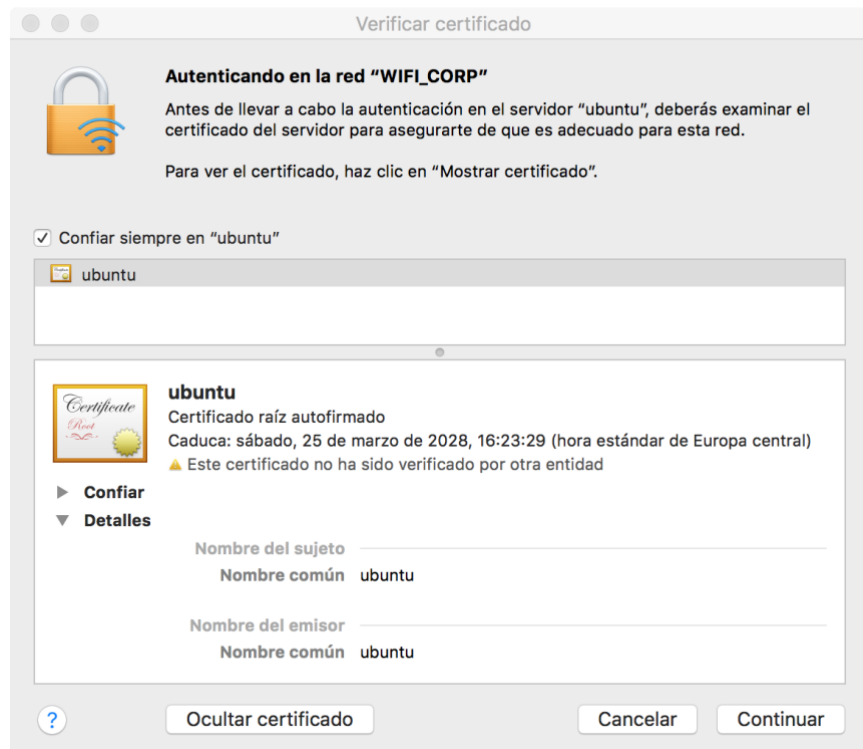 Verificar certificado
Autenticando en la red “WIFI_CORP”
Antes de llevar a cabo la autenticación en el servidor “ubuntu”, deberás examinar el
certificado del servidor para asegurarte de que es adecuado para esta red.
Para ver el certificado, haz clic en “Mostrar certificado”.
Confiar siempre en “ubuntu”
ubuntu
Certificate
Root
ubuntu
Certificado raíz autofirmado
Caduca: sábado, 25 de marzo de 2028, 16:23:29 (hora estándar de Europa central)
Este certificado no ha sido verificado por otra entidad
Confiar
Detalles
Nombre del sujeto
Nombre común ubuntu
Nombre del emisor
Nombre común ubuntu
? Ocultar certificado Cancelar Continuar